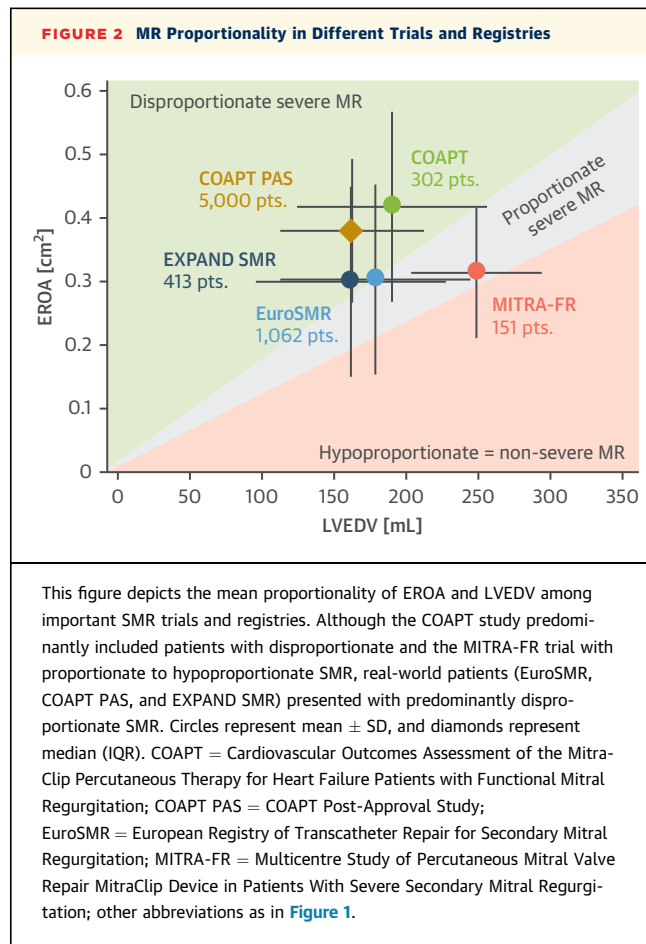 FIGURE 2 MR Proportionality in Different Trials and Registries
0.6
0.5
0.4
0.3
0.2
0.1
0
EROA [cm²]
Disproportionate severe MR
COAPT
302 pts.
COAPT PAS
5,000 pts.
Proportionate
severe MR
EXPAND SMR
413 pts.
EuroSMR
1,062 pts.
MITRA-FR
151 pts.
Hypoproportionate = non-severe MR
0 50 100 150 200 250 300 350
LVEDV [mL]
This figure depicts the mean proportionality of EROA and LVEDV among
important SMR trials and registries. Although the COAPT study predomi-
nantly included patients with disproportionate and the MITRA-FR trial with
proportionate to hypoproportionate SMR, real-world patients (EuroSMR,
COAPT PAS, and EXPAND SMR) presented with predominantly dispro-
portionate SMR. Circles represent mean ± SD, and diamonds represent
median (IQR). COAPT = Cardiovascular Outcomes Assessment of the Mitra-
Clip Percutaneous Therapy for Heart Failure Patients with Functional Mitral
Regurgitation; COAPT PAS = COAPT Post-Approval Study;
EuroSMR = European Registry of Transcatheter Repair for Secondary Mitral
Regurgitation; MITRA-FR = Multicentre Study of Percutaneous Mitral Valve
Repair MitraClip Device in Patients With Severe Secondary Mitral Regurgi-
tation; other abbreviations as in Figure 1.